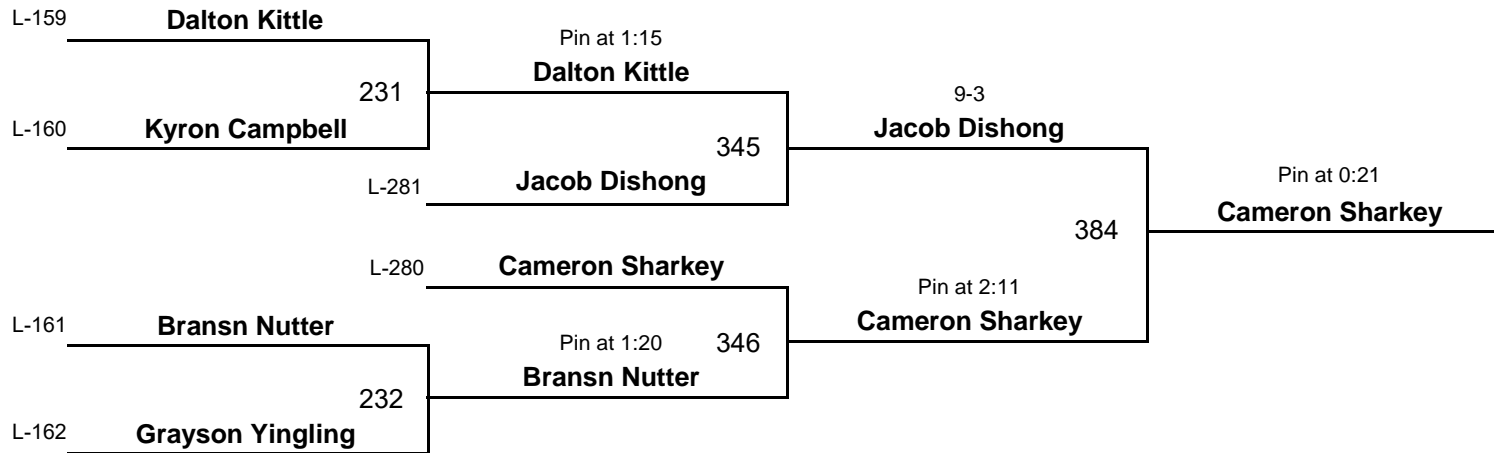 L-159 Dalton Kittle
Pin at 1:15
Dalton Kittle
231
9-3
L-160 Kyron Campbell
Jacob Dishong
345
L-281 Jacob Dishong
Pin at 0:21
Cameron Sharkey
384
L-280 Cameron Sharkey
Pin at 2:11
Cameron Sharkey
L-161 Bransn Nutter
Pin at 1:20
346
Bransn Nutter
232
L-162 Grayson Yingling